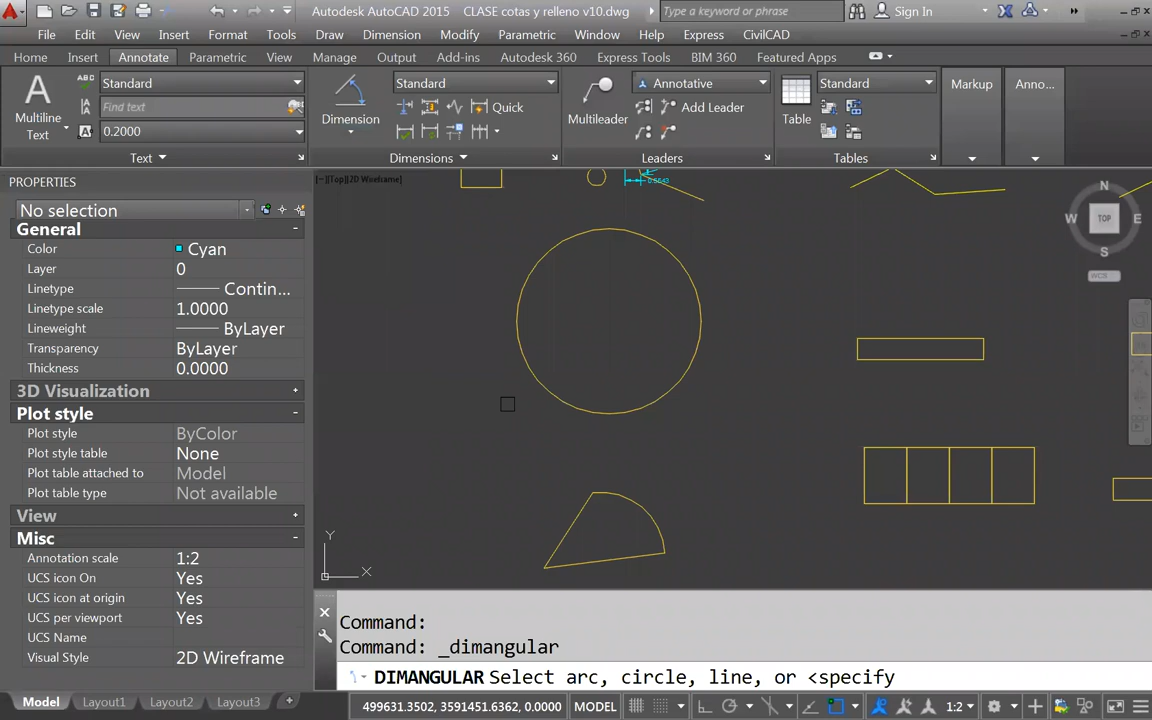 Autodesk AutoCAD 2015 CLASE cotas y relleno v10.dwg Type a keyword or phrase Sign In
File Edit View Insert Format Tools Draw Dimension Modify Parametric Window Help Express CivilCAD
Home Insert Annotate Parametric View Manage Output Add-ins Autodesk 360 Express Tools BIM 360 Featured Apps
Multiline Text
ABC
Standard
Find text
0.2000
Text
Dimension
Standard
Quick
Dimensions
Multileader
Annotative
Add Leader
Leaders
Table
Standard
Tables
Markup
Anno...
PROPERTIES
No selection
General
Color Cyan
Layer 0
Linetype Contin...
Linetype scale 1.0000
Lineweight ByLayer
Transparency ByLayer
Thickness 0.0000
3D Visualization
Plot style
Plot style ByColor
Plot style table None
Plot table attached to Model
Plot table type Not available
View
Misc
Annotation scale 1:2
UCS icon On Yes
UCS icon at origin Yes
UCS per viewport Yes
UCS Name
Visual Style 2D Wireframe
[−][Top][2D Wireframe]
N
W TOP E
S
WCS
Y
X
Command:
Command: _dimangular
DIMANGULAR Select arc, circle, line, or <specify
Model Layout1 Layout2 Layout3 +
499631.3502, 3591451.6362, 0.0000 MODEL 1:2